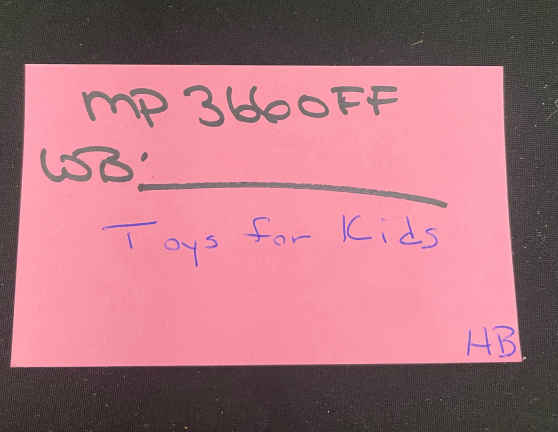 MP 3660FF
WB: 
Toys for Kids
HB